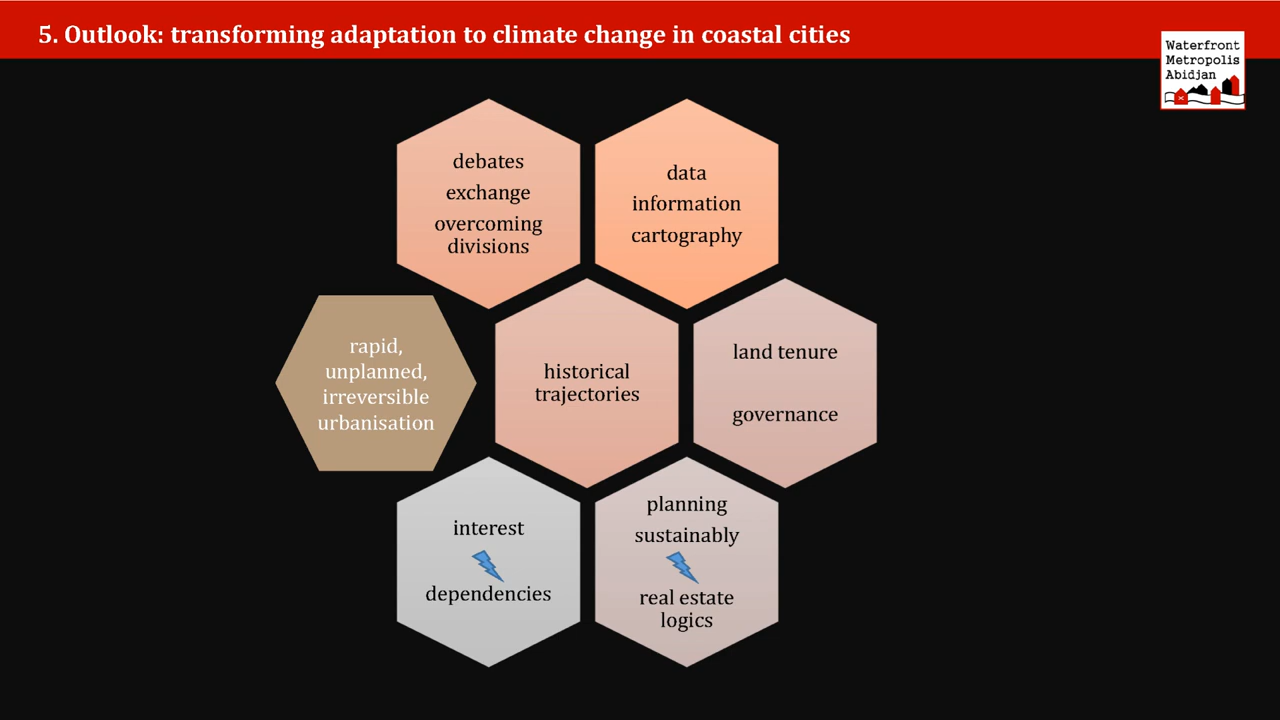 5. Outlook: transforming adaptation to climate change in coastal cities
Waterfront
Metropolis
Abidjan
debates
exchange
overcoming
divisions
data
information
cartography
rapid,
unplanned,
irreversible
urbanisation
historical
trajectories
land tenure
governance
interest
dependencies
planning
sustainably
real estate
logics